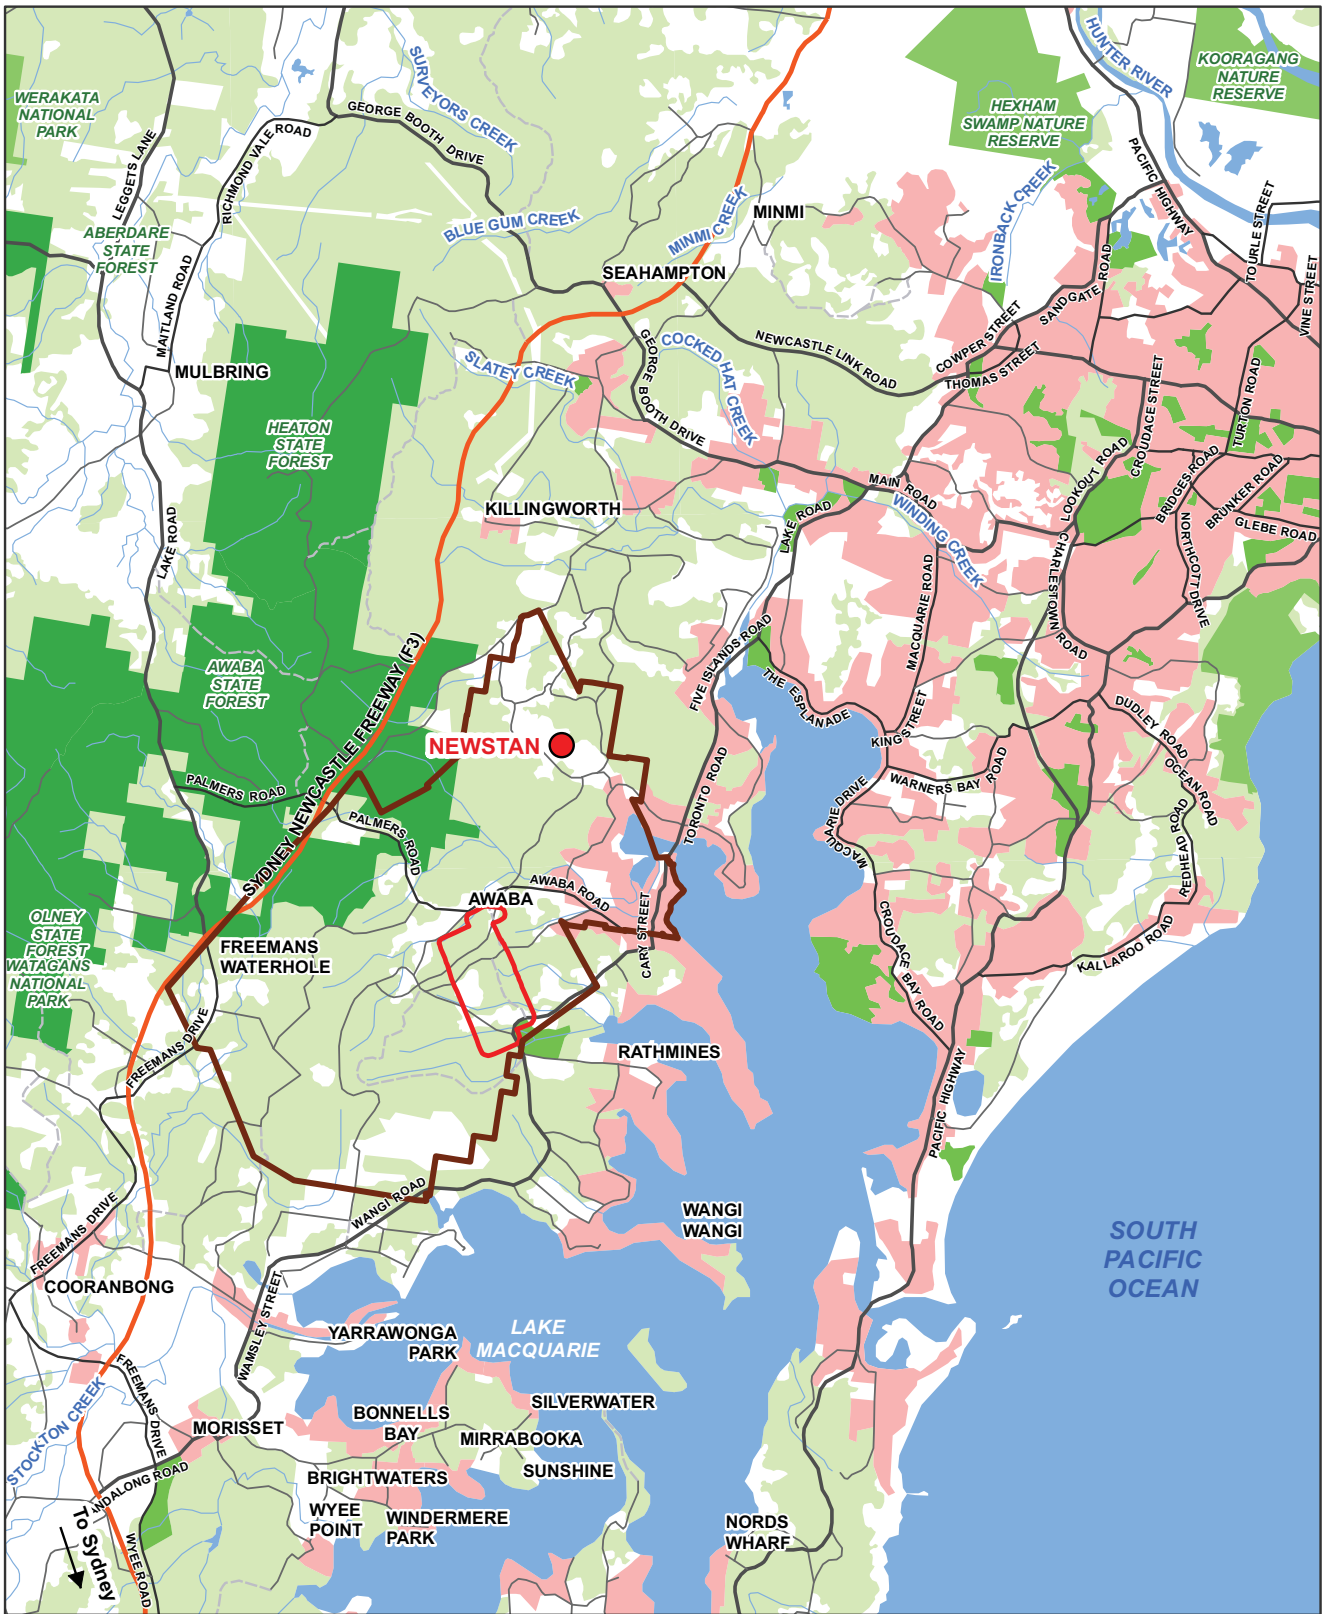 HUNTER RIVER
KOORAGANG
NATURE
RESERVE
WERAKATA
NATIONAL
PARK
SURVEYORS CREEK
GEORGE BOOTH DRIVE
HEXHAM
SWAMP NATURE
RESERVE
RICHMOND VALE ROAD
LEGGETS LANE
PACIFIC HIGHWAY
IRONBACK CREEK
TOURLE STREET
BLUE GUM CREEK
MINMI CREEK
MINMI
ABERDARE
STATE
FOREST
SEAHAMPTON
MAITLAND ROAD
SANDGATE ROAD
VINE STREET
COWPER STREET
THOMAS STREET
NEWCASTLE LINK ROAD
GEORGE BOOTH DRIVE
COCKED HAT CREEK
SLATEY CREEK
MULBRING
CROUDACE STREET
TURTON ROAD
HEATON
STATE
FOREST
LOOKOUT ROAD
BRIDGES ROAD
BRUNKER ROAD
MAIN ROAD
WINDING CREEK
KILLINGWORTH
LAKE ROAD
LAKE ROAD
GLEBE ROAD
NORTHCOTT DRIVE
CHARLESTOWN ROAD
MACQUARIE ROAD
FIVE ISLANDS ROAD
AWABA
STATE
FOREST
SYDNEY NEWCASTLE FREEWAY (F3)
THE ESPLANADE
KING STREET
DUDLEY ROAD
OCEAN ROAD
NEWSTAN
WARNERS BAY ROAD
PALMERS ROAD
PALMERS ROAD
TORONTO ROAD
MACQUARIE DRIVE
REDHEAD ROAD
AWABA
AWABA ROAD
CARY STREET
CROUDACE BAY ROAD
KALLAROO ROAD
OLNEY
STATE
FOREST
WATAGANS
NATIONAL
PARK
FREEMANS
WATERHOLE
FREEMANS DRIVE
RATHMINES
PACIFIC HIGHWAY
WANGI ROAD
WANGI
WANGI
FREEMANS DRIVE
SOUTH
PACIFIC
OCEAN
COORANBONG
WAMSLEY STREET
YARRAWONGA
PARK
LAKE
MACQUARIE
FREEMANS DRIVE
STOCKTON CREEK
SILVERWATER
BONNELLS
BAY
MORISSET
MIRRABOOKA
SUNSHINE
BRIGHTWATERS
ANDALONG ROAD
WYEE
POINT
WINDERMERE
PARK
NORDS
WHARF
To Sydney
WYEE ROAD